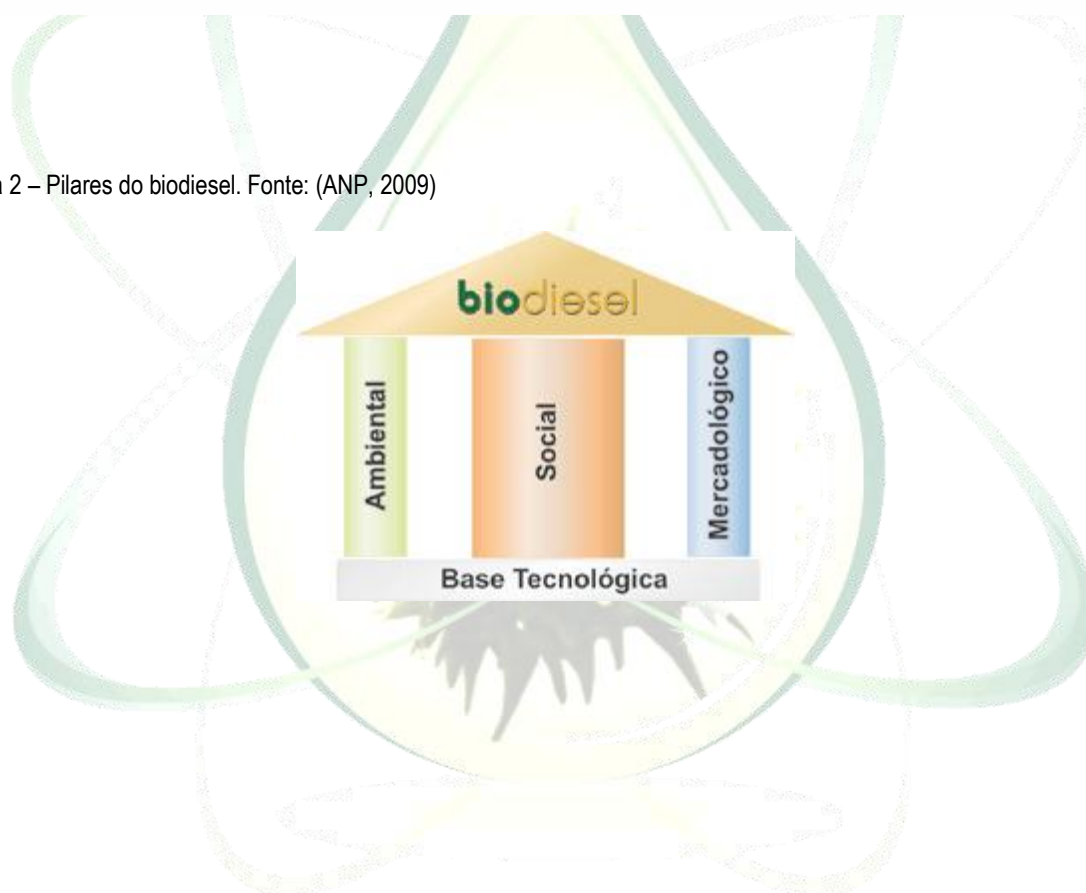 a 2 – Pilares do biodiesel. Fonte: (ANP, 2009)
biodiesel
Ambiental
Social
Mercadológico
Base Tecnológica